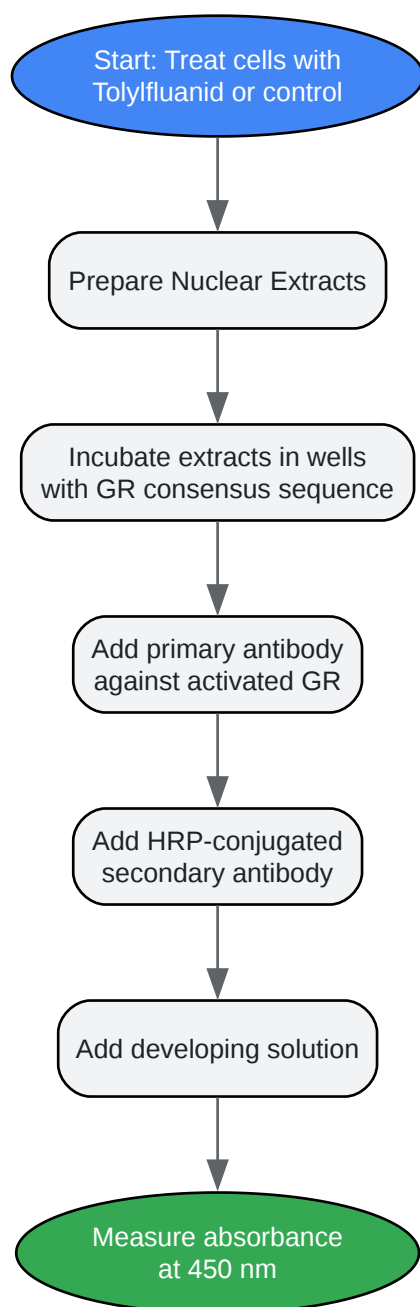 Start: Treat cells with
Tolylfluanid or control
Prepare Nuclear Extracts
Incubate extracts in wells
with GR consensus sequence
Add primary antibody
against activated GR
Add HRP-conjugated
secondary antibody
Add developing solution
Measure absorbance
at 450 nm